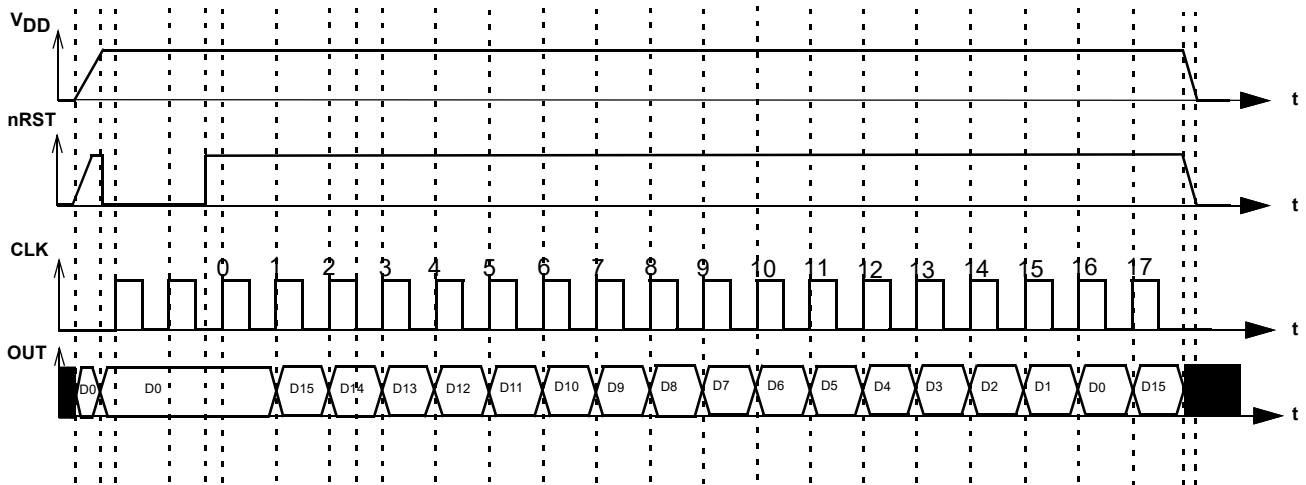 VDD
t
nRST
t
CLK
0 1 2 3 4 5 6 7 8 9 10 11 12 13 14 15 16 17
t
OUT
D0 D0 D15 D14 D13 D12 D11 D10 D9 D8 D7 D6 D5 D4 D3 D2 D1 D0 D15
t